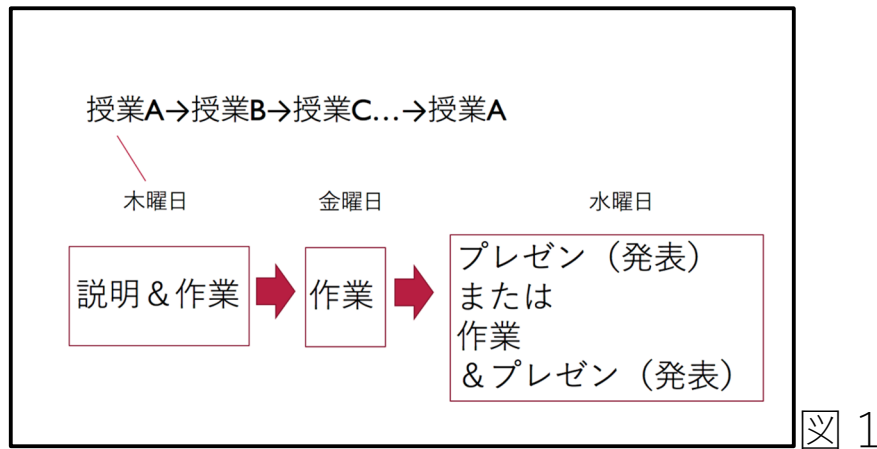 授業A→授業B→授業C…→授業A
木曜日 金曜日 水曜日
説明＆作業
作業
プレゼン（発表）
または
作業
＆プレゼン（発表）
図 1